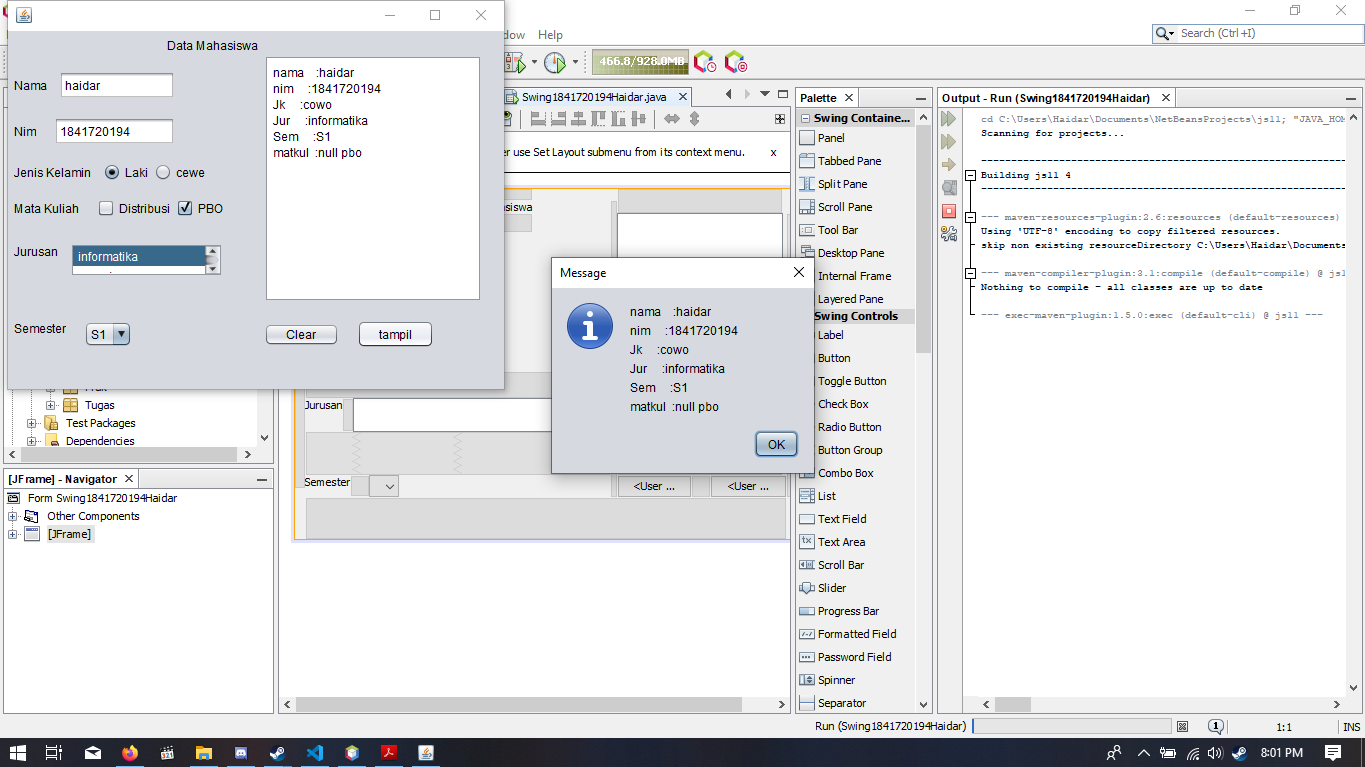 Data Mahasiswa
Nama haidar
Nim 1841720194
Jenis Kelamin Laki cewe
Mata Kuliah Distribusi PBO
Jurusan informatika
Semester S1
Clear tampil
nama :haidar
nim :1841720194
Jk :cowo
Jur :informatika
Sem :S1
matkul :null pbo
Help
466.8/928.0MB
Search (Ctrl+I)
Swing1841720194Haidar.java
er use Set Layout submenu from its context menu. x
Jurusan
Semester
<User ... <User ...
Message
nama :haidar
nim :1841720194
Jk :cowo
Jur :informatika
Sem :S1
matkul :null pbo
OK
Tugas
Test Packages
Dependencies
[JFrame] - Navigator
Form Swing1841720194Haidar
Other Components
[JFrame]
Palette
Swing Containe...
Panel
Tabbed Pane
Split Pane
Scroll Pane
Tool Bar
Desktop Pane
Internal Frame
Layered Pane
Swing Controls
Label
Button
Toggle Button
Check Box
Radio Button
Button Group
Combo Box
List
Text Field
Text Area
Scroll Bar
Slider
Progress Bar
Formatted Field
Password Field
Spinner
Separator
Output - Run (Swing1841720194Haidar)
cd C:\Users\Haidar\Documents\NetBeansProjects\jsll; "JAVA_HOM
Scanning for projects...
Building jsll 4
--- maven-resources-plugin:2.6:resources (default-resources)
Using 'UTF-8' encoding to copy filtered resources.
skip non existing resourceDirectory C:\Users\Haidar\Documents
--- maven-compiler-plugin:3.1:compile (default-compile) @ jsl
Nothing to compile - all classes are up to date
--- exec-maven-plugin:1.5.0:exec (default-cli) @ jsll ---
Run (Swing1841720194Haidar)
1
1:1
INS
8:01 PM